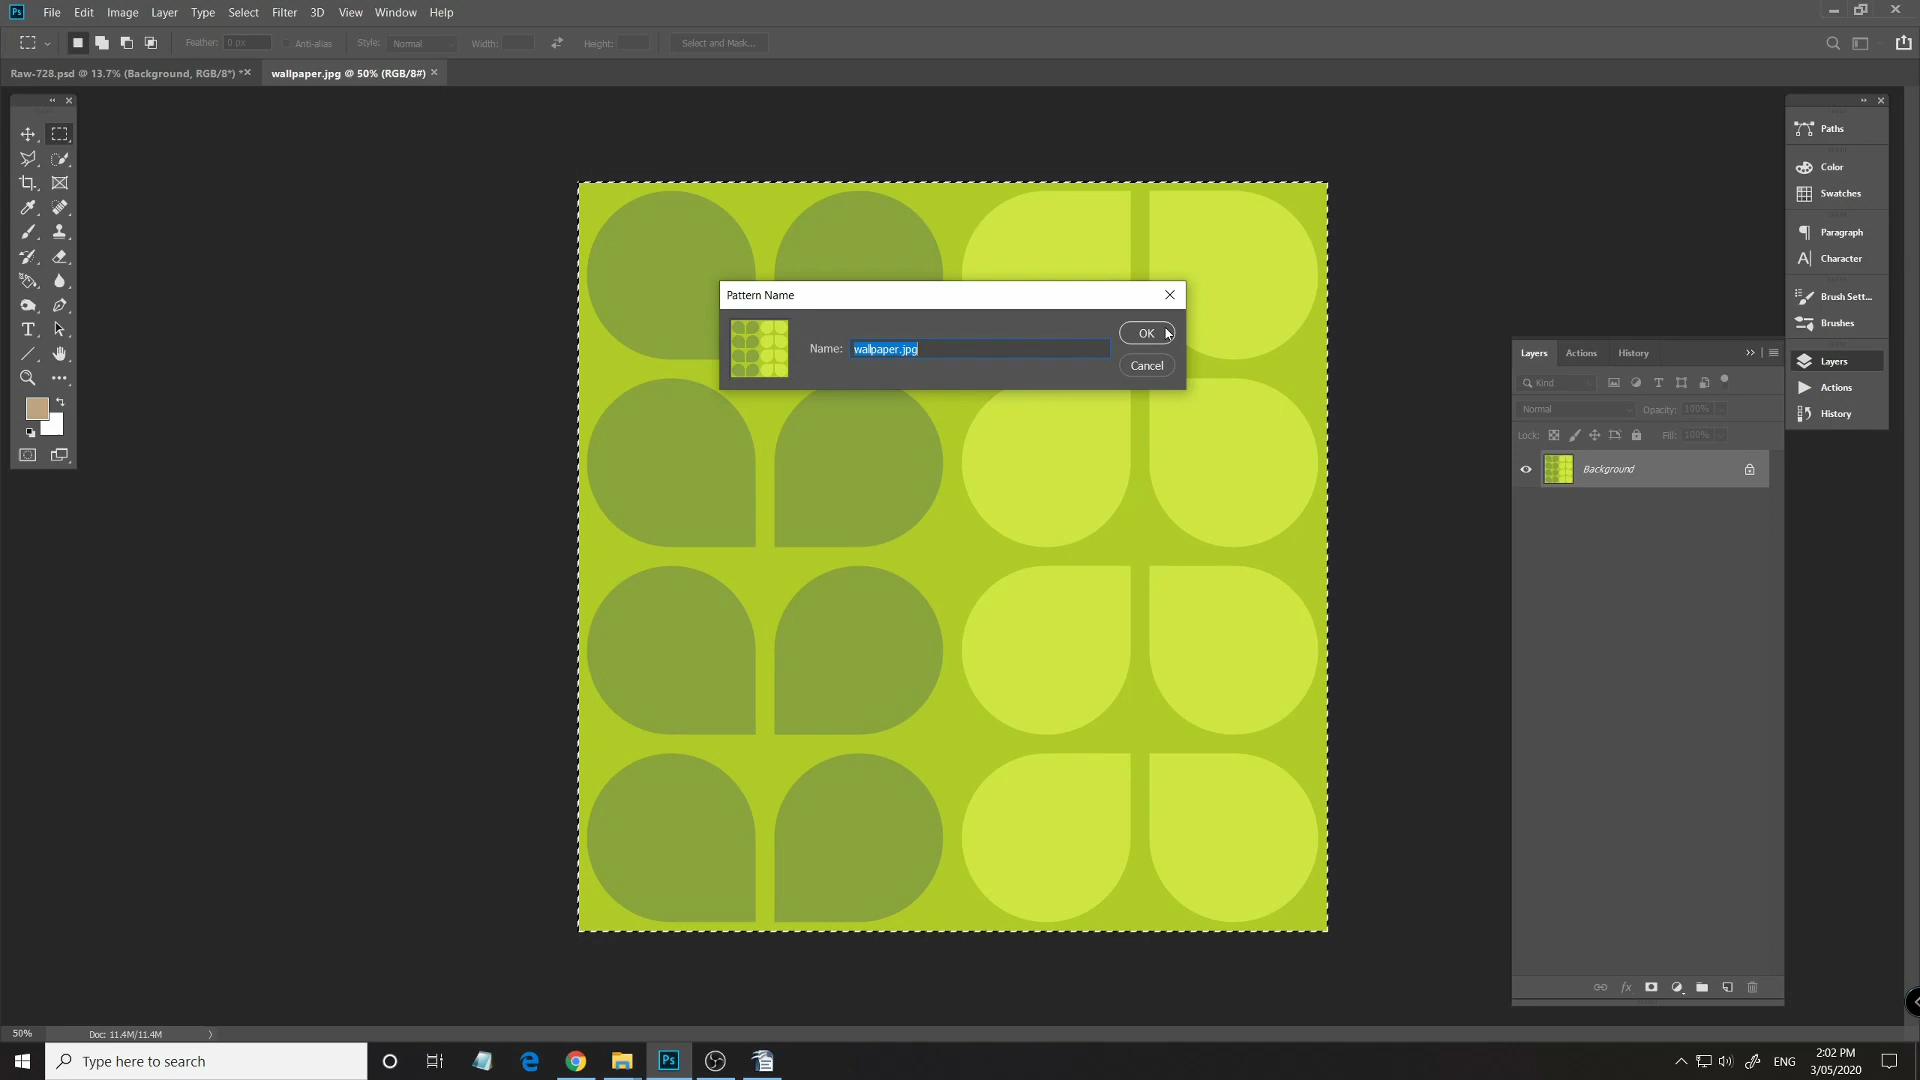 Ps File Edit Image Layer Type Select Filter 3D View Window Help
Feather: 0 px Anti-alias Style: Normal Width: Height: Select and Mask...
Raw-728.psd @ 13.7% (Background, RGB/8*) * × wallpaper.jpg @ 50% (RGB/8#) ×
Paths
Color
Swatches
Paragraph
Character
Brush Sett...
Brushes
Layers
Actions
History
Pattern Name
Name: wallpaper.jpg
OK
Cancel
Layers Actions History
Kind
Normal Opacity: 100%
Lock: Fill: 100%
Background
fx
50% Doc: 11.4M/11.4M
Type here to search
Ps
ENG
2:02 PM
3/05/2020